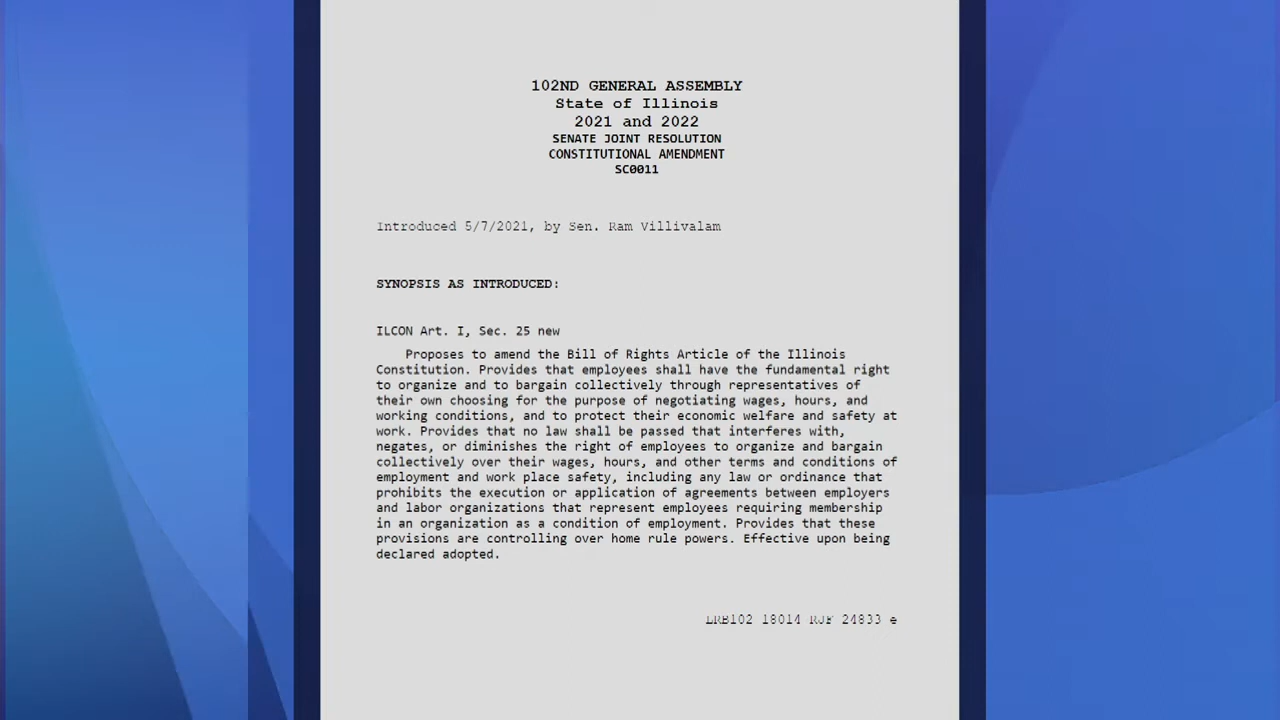 102ND GENERAL ASSEMBLY
State of Illinois
2021 and 2022
SENATE JOINT RESOLUTION
CONSTITUTIONAL AMENDMENT
SC0011
Introduced 5/7/2021, by Sen. Ram Villivalam
SYNOPSIS AS INTRODUCED:
ILCON Art. I, Sec. 25 new
Proposes to amend the Bill of Rights Article of the Illinois
Constitution. Provides that employees shall have the fundamental right
to organize and to bargain collectively through representatives of
their own choosing for the purpose of negotiating wages, hours, and
working conditions, and to protect their economic welfare and safety at
work. Provides that no law shall be passed that interferes with,
negates, or diminishes the right of employees to organize and bargain
collectively over their wages, hours, and other terms and conditions of
employment and work place safety, including any law or ordinance that
prohibits the execution or application of agreements between employers
and labor organizations that represent employees requiring membership
in an organization as a condition of employment. Provides that these
provisions are controlling over home rule powers. Effective upon being
declared adopted.
LRB102 18014 RJF 24833 e